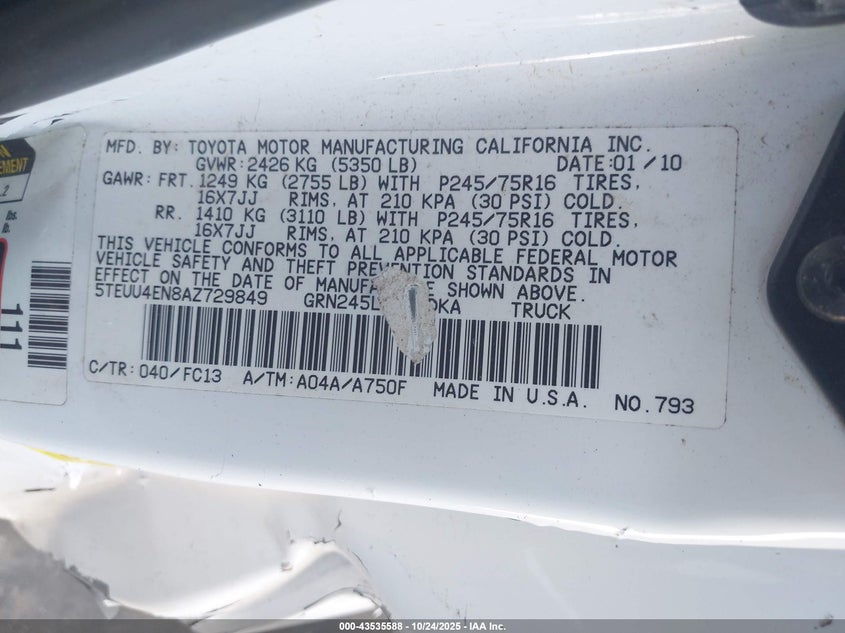 MFD. BY: TOYOTA MOTOR MANUFACTURING CALIFORNIA INC.
GVWR: 2426 KG (5350 LB) DATE: 01 /10
GAWR: FRT. 1249 KG (2755 LB) WITH P245/75R16 TIRES,
16X7JJ RIMS, AT 210 KPA (30 PSI) COLD.
RR. 1410 KG (3110 LB) WITH P245/75R16 TIRES,
16X7JJ RIMS, AT 210 KPA (30 PSI) COLD.
THIS VEHICLE CONFORMS TO ALL APPLICABLE FEDERAL MOTOR
VEHICLE SAFETY AND THEFT PREVENTION STANDARDS IN
EFFECT ON THE DATE OF MANUFACTURE SHOWN ABOVE.
5TEUU4EN8AZ729849 TRUCK
C/TR: 040/FC13 A/TM: A04A/A750F MADE IN U.S.A. NO. 793
lbs.
lb.
111
000-43535588 - 10/24/2025 - IAA Inc.